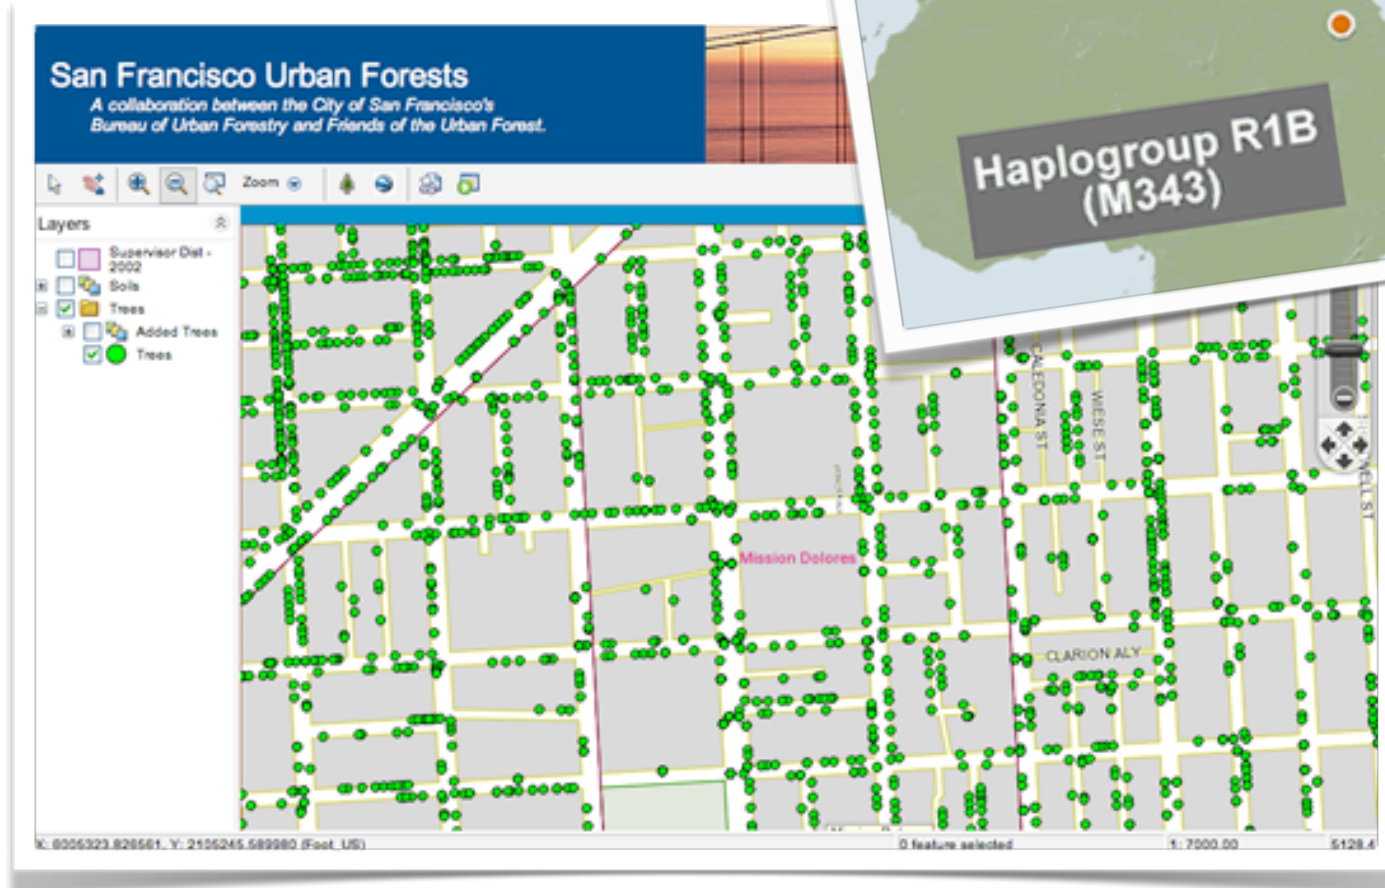 San Francisco Urban Forests
A collaboration between the City of San Francisco's
Bureau of Urban Forestry and Friends of the Urban Forest.
Haplogroup R1B
(M343)
Zoom
Layers
Supervisor Dist -
2002
Soils
Trees
Added Trees
Trees
CALEDONIA ST
WIESE ST
Mission Dolores
CLARION ALY
X: 6005323.826561, Y: 2105245.589980 (Foot_US)
0 feature selected
1: 7000.00
5128.4